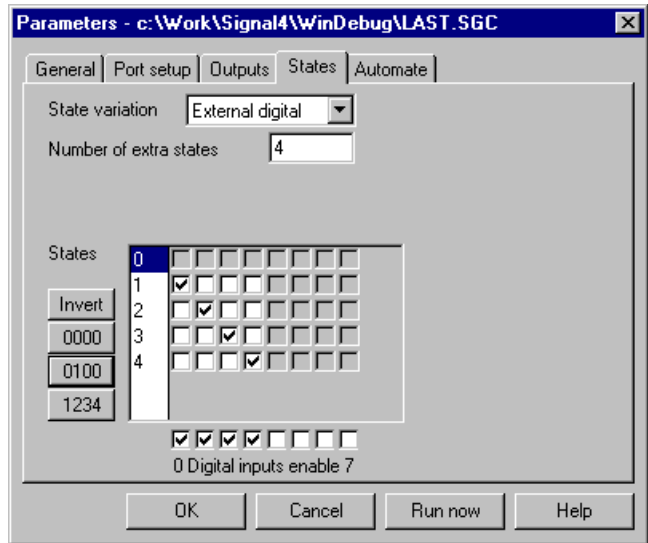 Parameters - c:\Work\Signal4\WinDebug\LAST.SGC
General Port setup Outputs States Automate
State variation External digital
Number of extra states 4
States
0
1
2
3
4
Invert
0000
0100
1234
0 Digital inputs enable 7
OK Cancel Run now Help